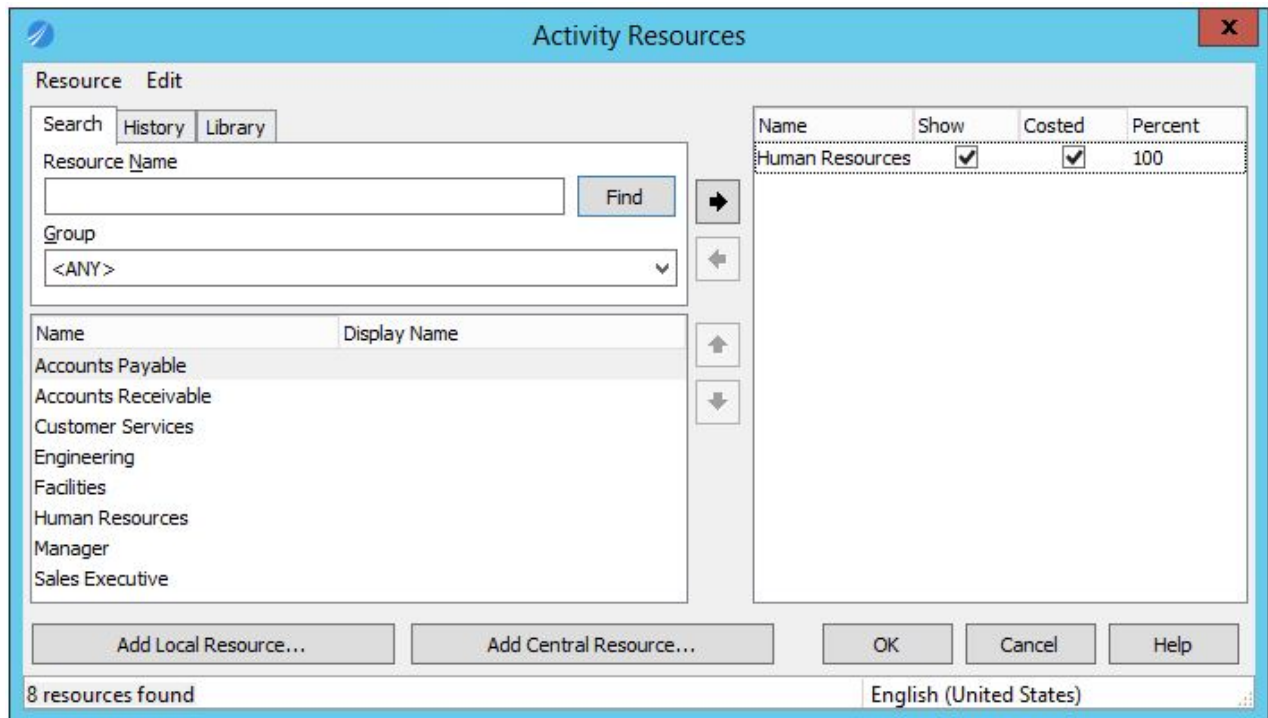 Activity Resources
x
Resource Edit
Search History Library
Resource Name
Find
Group
<ANY>
Name Display Name
Accounts Payable
Accounts Receivable
Customer Services
Engineering
Facilities
Human Resources
Manager
Sales Executive
Name Show Costed Percent
Human Resources 100
Add Local Resource... Add Central Resource... OK Cancel Help
8 resources found English (United States)